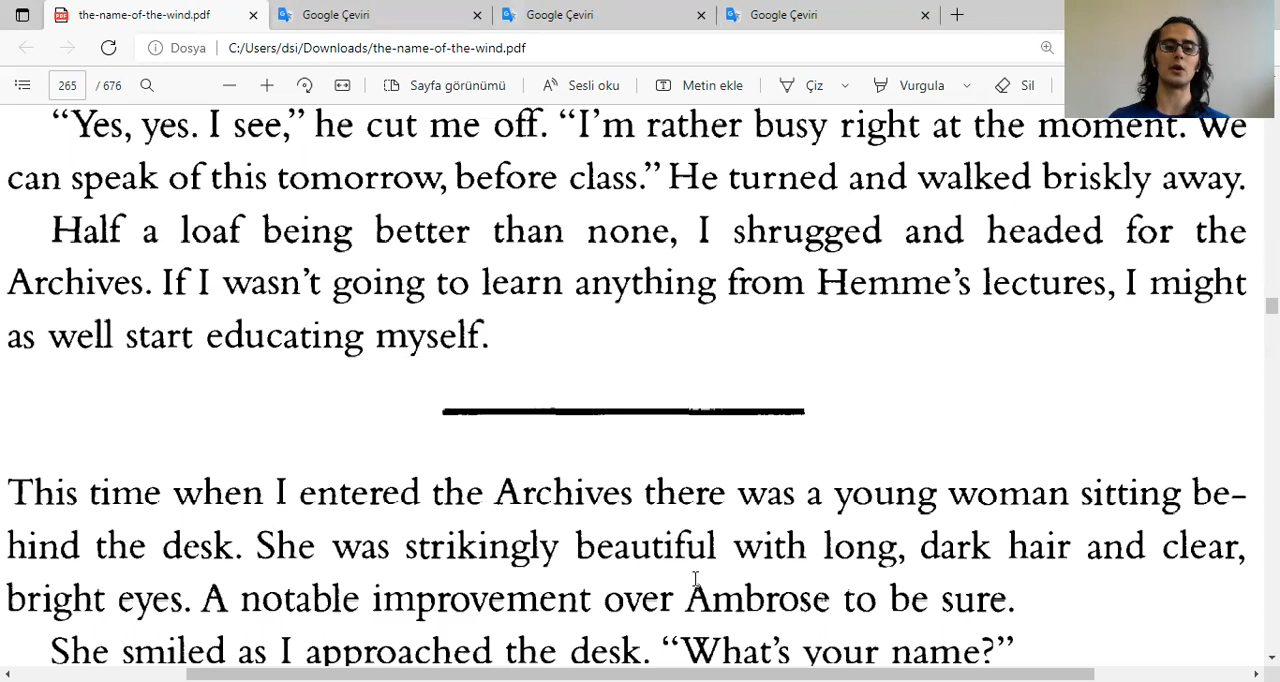 the-name-of-the-wind.pdf
Google Çeviri
Google Çeviri
Google Çeviri
Dosya C:/Users/dsi/Downloads/the-name-of-the-wind.pdf
265 / 676 Sayfa görünümü Sesli oku Metin ekle Çiz Vurgula Sil
“Yes, yes. I see,” he cut me off. “I’m rather busy right at the moment. We
can speak of this tomorrow, before class.” He turned and walked briskly away.
Half a loaf being better than none, I shrugged and headed for the
Archives. If I wasn’t going to learn anything from Hemme’s lectures, I might
as well start educating myself.
This time when I entered the Archives there was a young woman sitting be-
hind the desk. She was strikingly beautiful with long, dark hair and clear,
bright eyes. A notable improvement over Ambrose to be sure.
She smiled as I approached the desk. “What’s your name?”